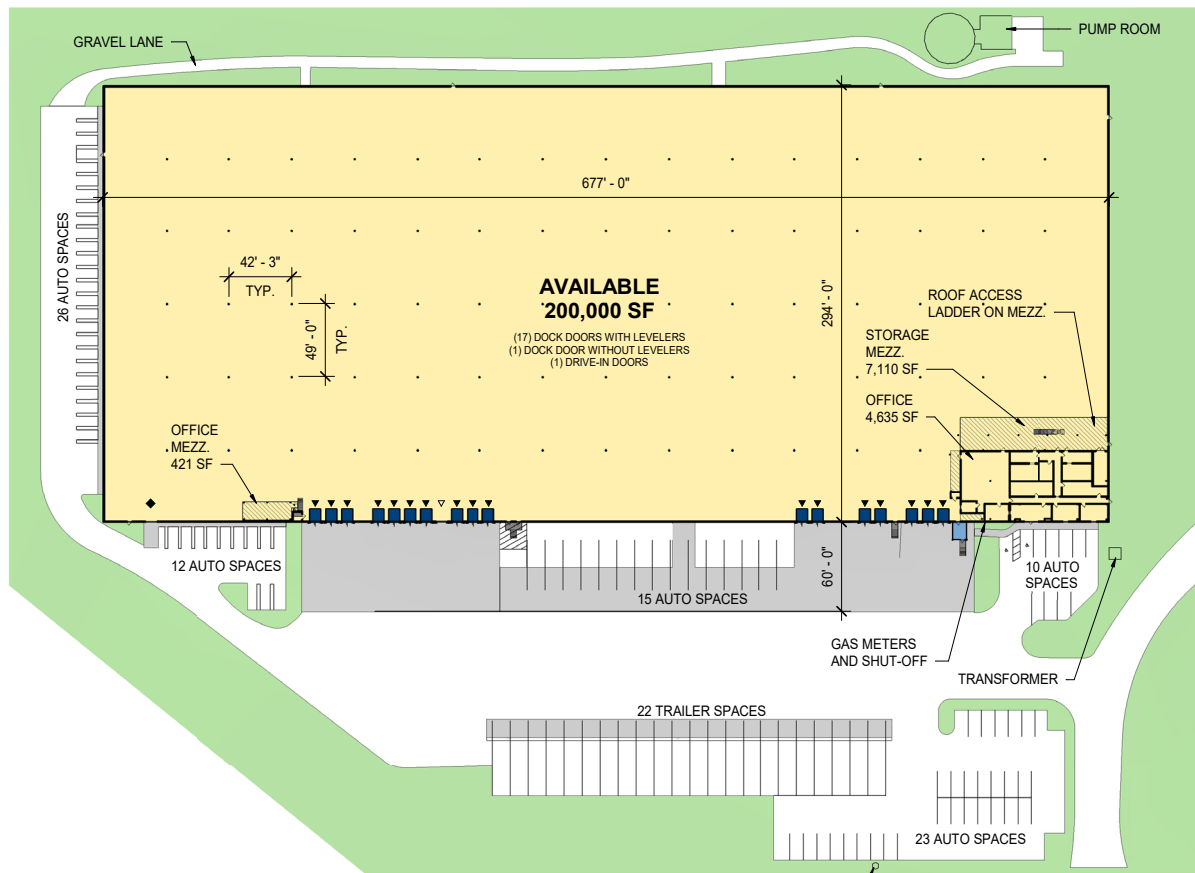 GRAVEL LANE
PUMP ROOM
677' - 0"
26 AUTO SPACES
42' - 3"
TYP.
49' - 0"
TYP.
AVAILABLE
200,000 SF
(17) DOCK DOORS WITH LEVELERS
(1) DOCK DOOR WITHOUT LEVELERS
(1) DRIVE-IN DOORS
294' - 0"
ROOF ACCESS
LADDER ON MEZZ.
STORAGE
MEZZ.
7,110 SF
OFFICE
4,635 SF
OFFICE
MEZZ.
421 SF
12 AUTO SPACES
15 AUTO SPACES
60' - 0"
10 AUTO
SPACES
GAS METERS
AND SHUT-OFF
TRANSFORMER
22 TRAILER SPACES
23 AUTO SPACES